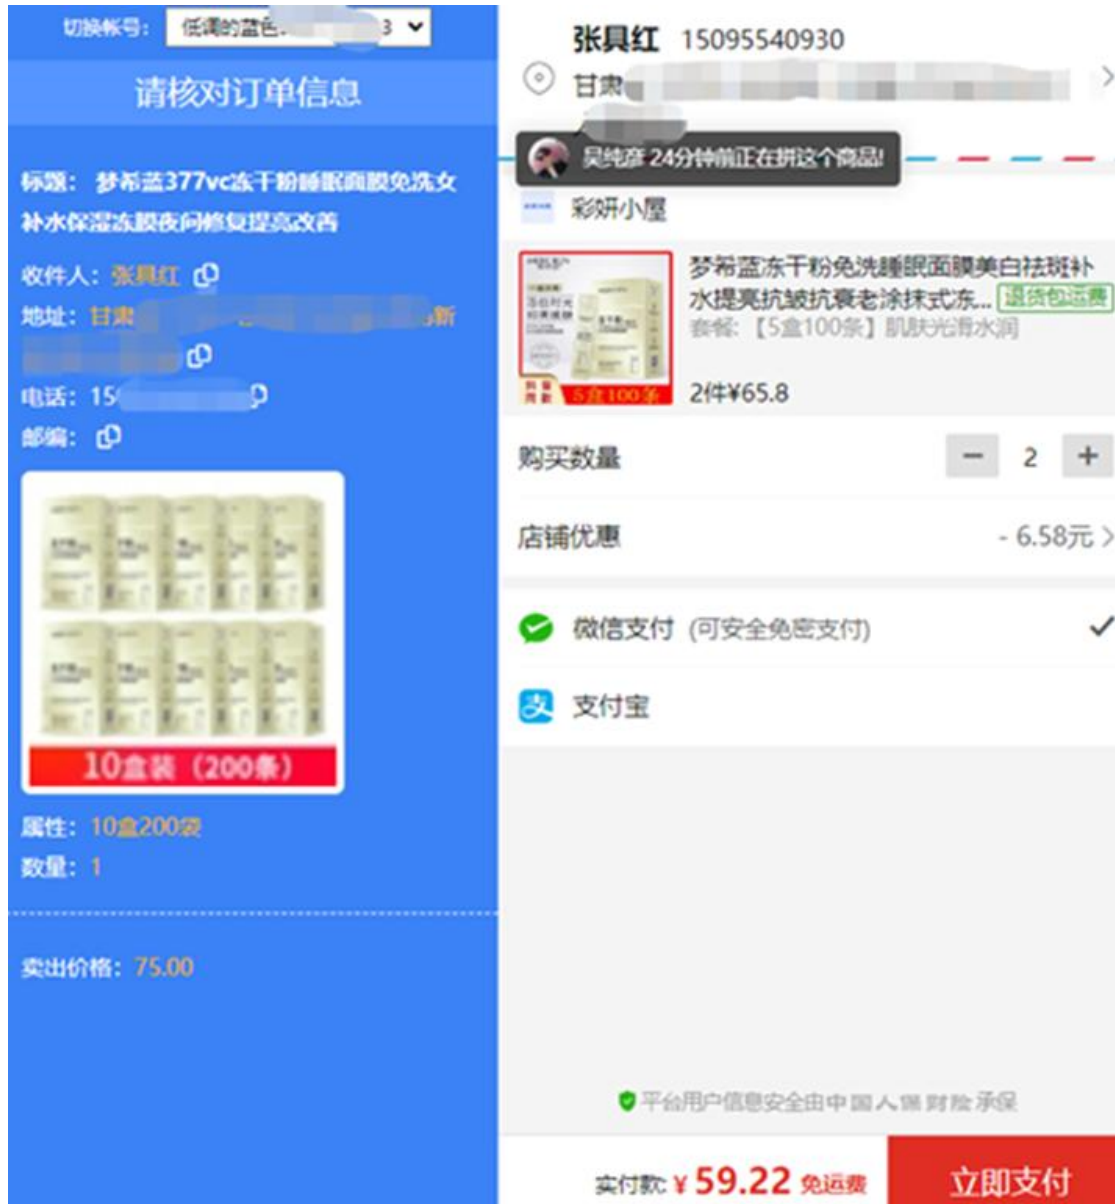 切换帐号: 低调的蓝色 3
请核对订单信息
标题: 梦希蓝377vc冻干粉睡眠面膜免洗女
补水保湿冻膜夜间修复提亮改善
收件人: 张具红
地址: 甘肃 新
电话: 15
邮编:
10盒装（200条）
属性: 10盒200袋
数量: 1
卖出价格: 75.00
张具红 15095540930
甘肃
吴纯彦 24分钟前正在拼这个商品!
彩妍小屋
梦希蓝冻干粉免洗睡眠面膜美白祛斑补
水提亮抗皱抗衰老涂抹式冻... 退货包运费
套餐:【5盒100条】肌肤光滑水润
5盒100条
2件¥65.8
购买数量 － 2 +
店铺优惠 - 6.58元
微信支付 (可安全免密支付)
支付宝
平台用户信息安全由中国人保财险承保
实付款: ¥ 59.22 免运费
立即支付